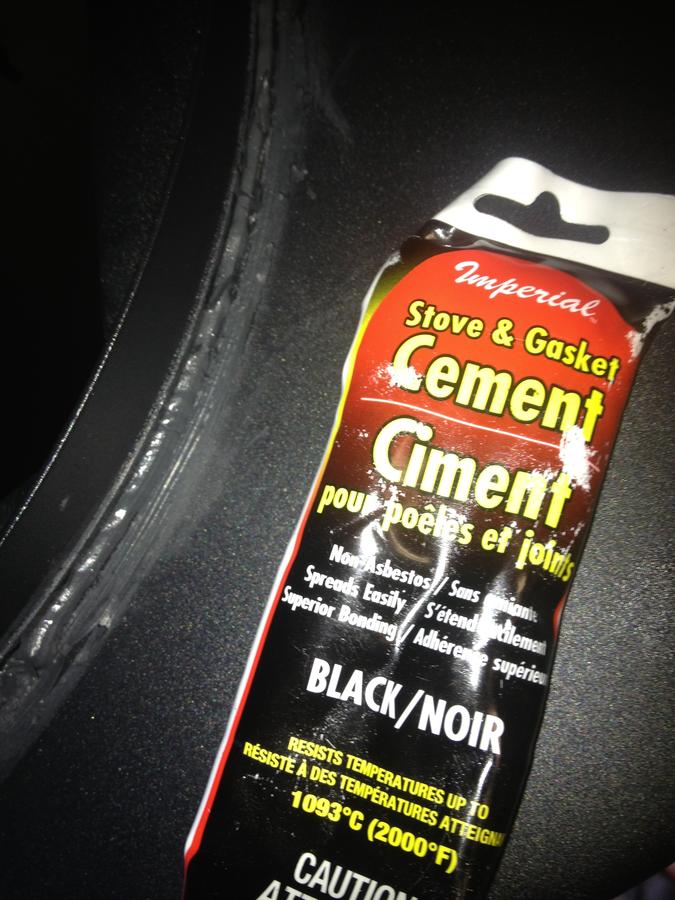 Imperial
Stove & Gasket
Cement
Ciment
pour poêles et joints
Non-Asbestos / Sans
Spreads Easily
Superior Bonding / Adhérence
BLACK/NOIR
RESISTS TEMPERATURES UP TO
RÉSISTE À DES TEMPÉRATURES
1093°C (2000°F)
CAUTION